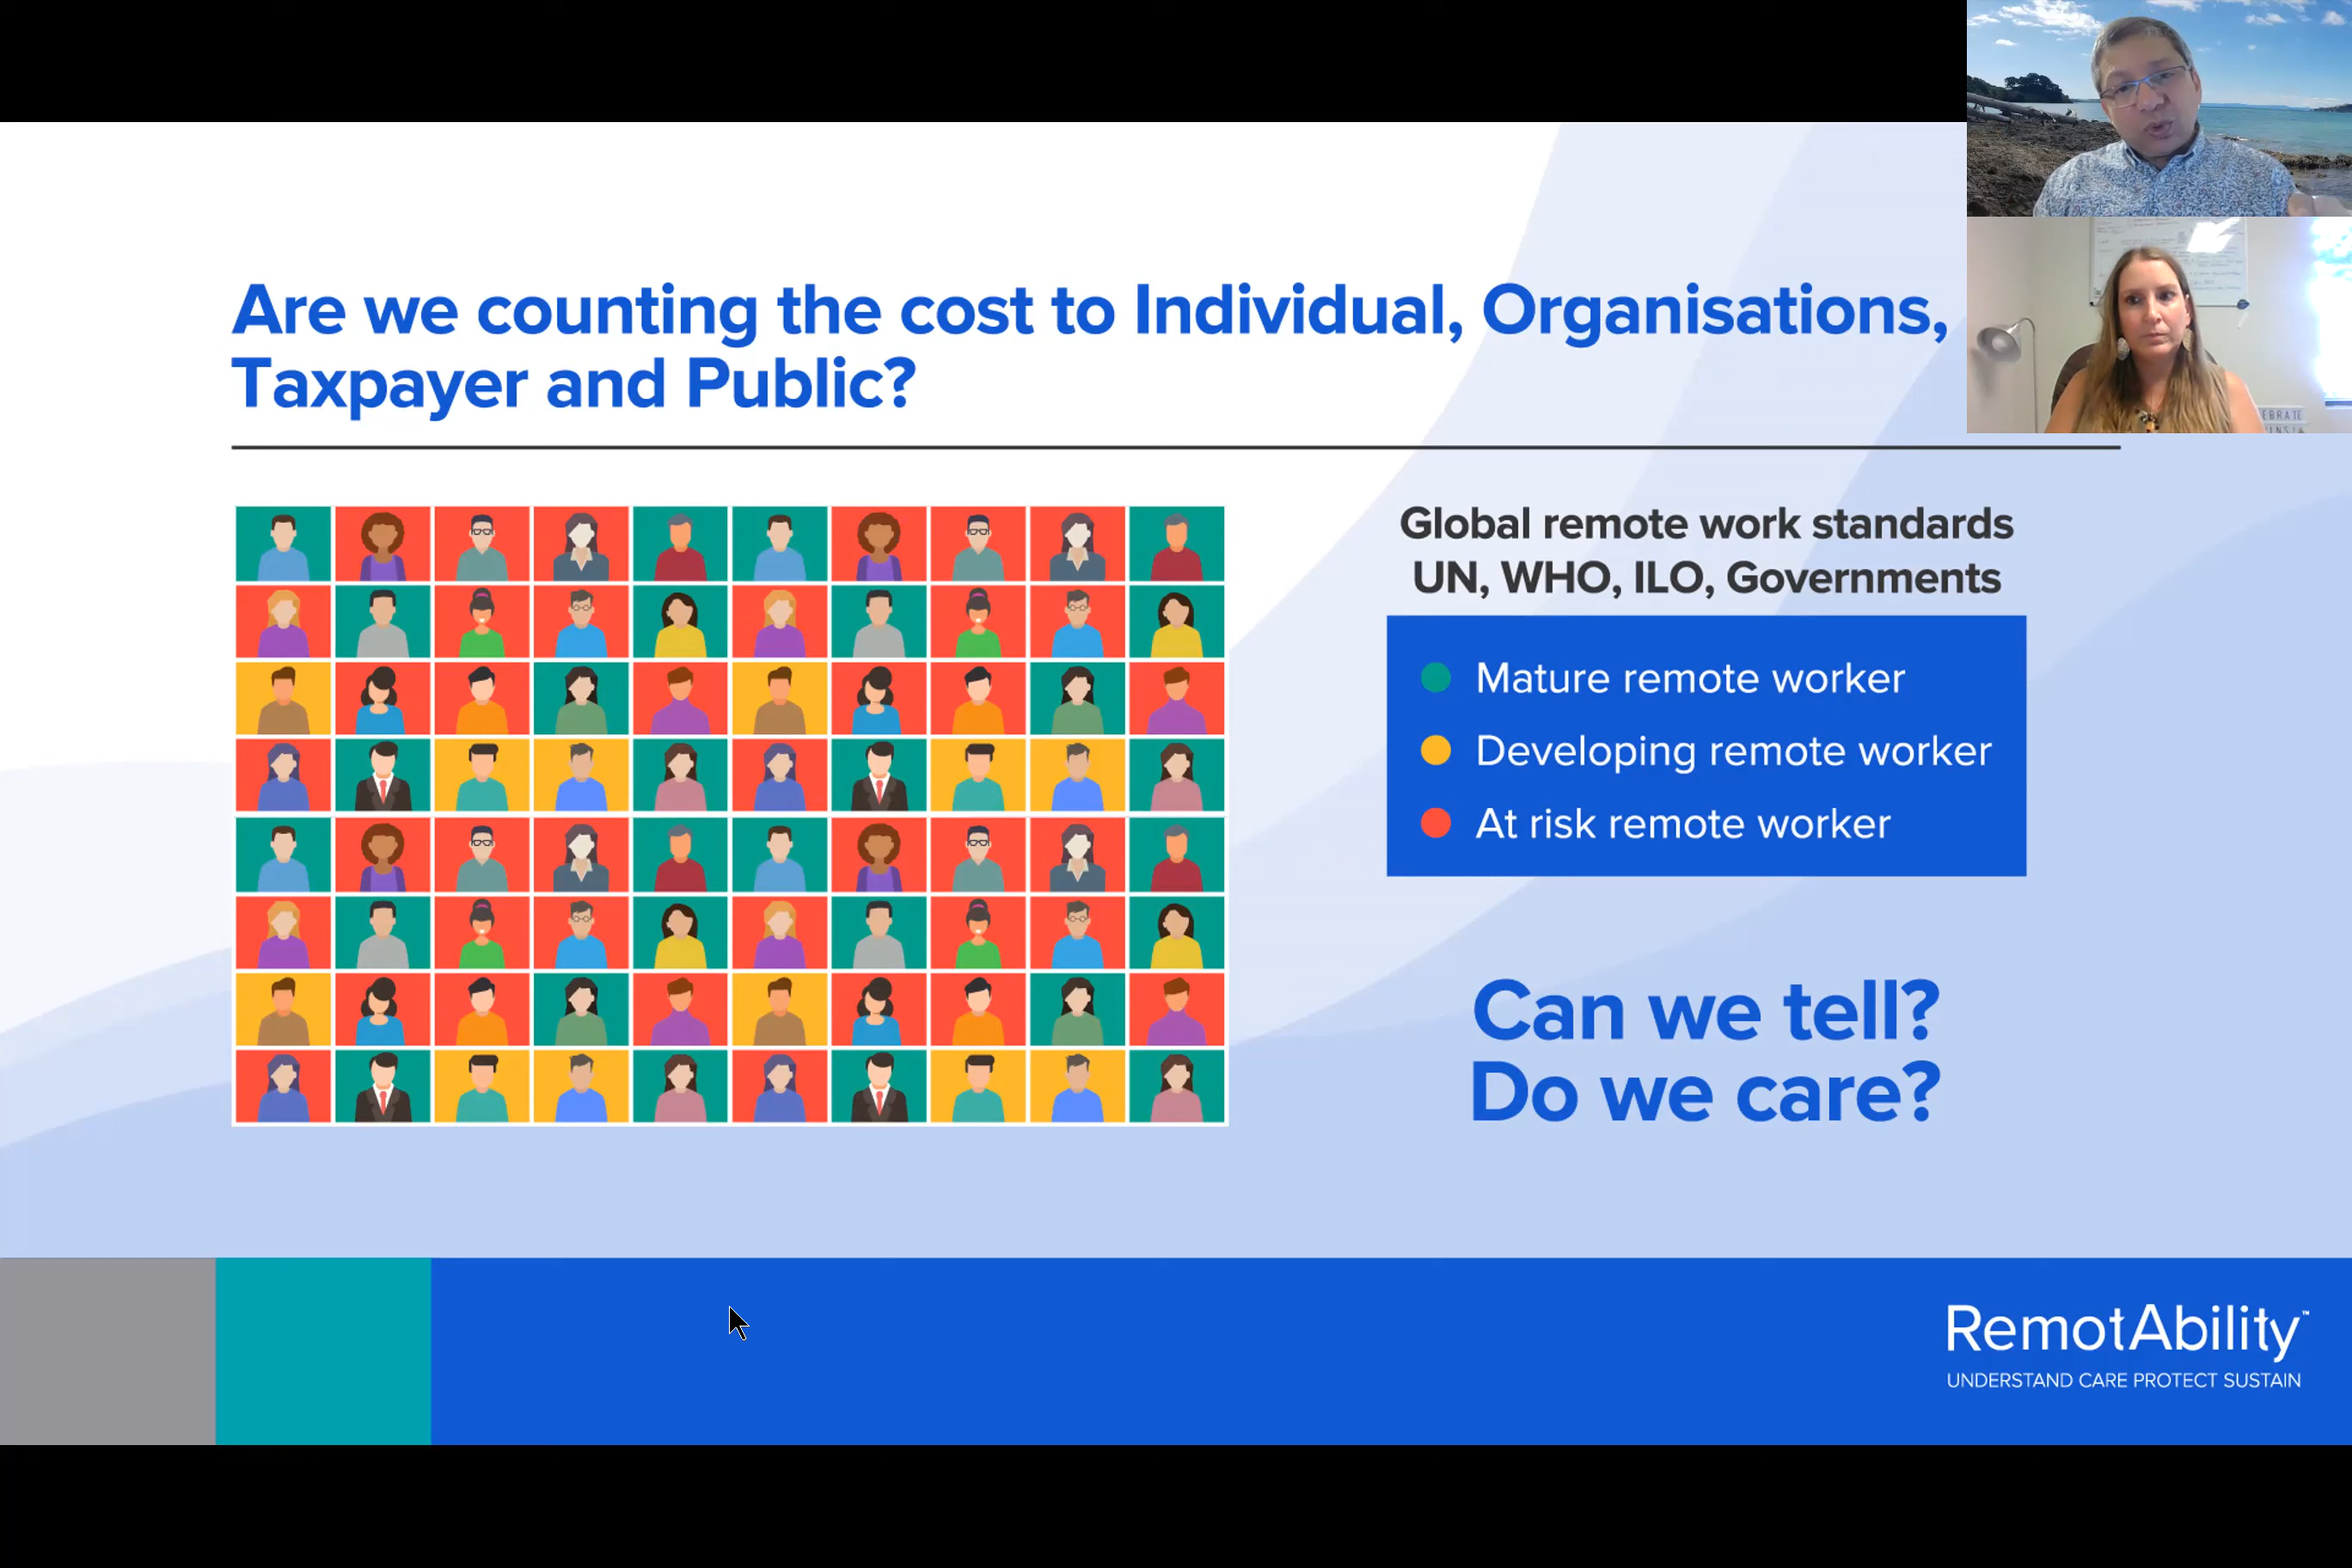 Are we counting the cost to Individual, Organisations,
Taxpayer and Public?
Global remote work standards
UN, WHO, ILO, Governments
Mature remote worker
Developing remote worker
At risk remote worker
Can we tell?
Do we care?
RemotAbility™
UNDERSTAND CARE PROTECT SUSTAIN